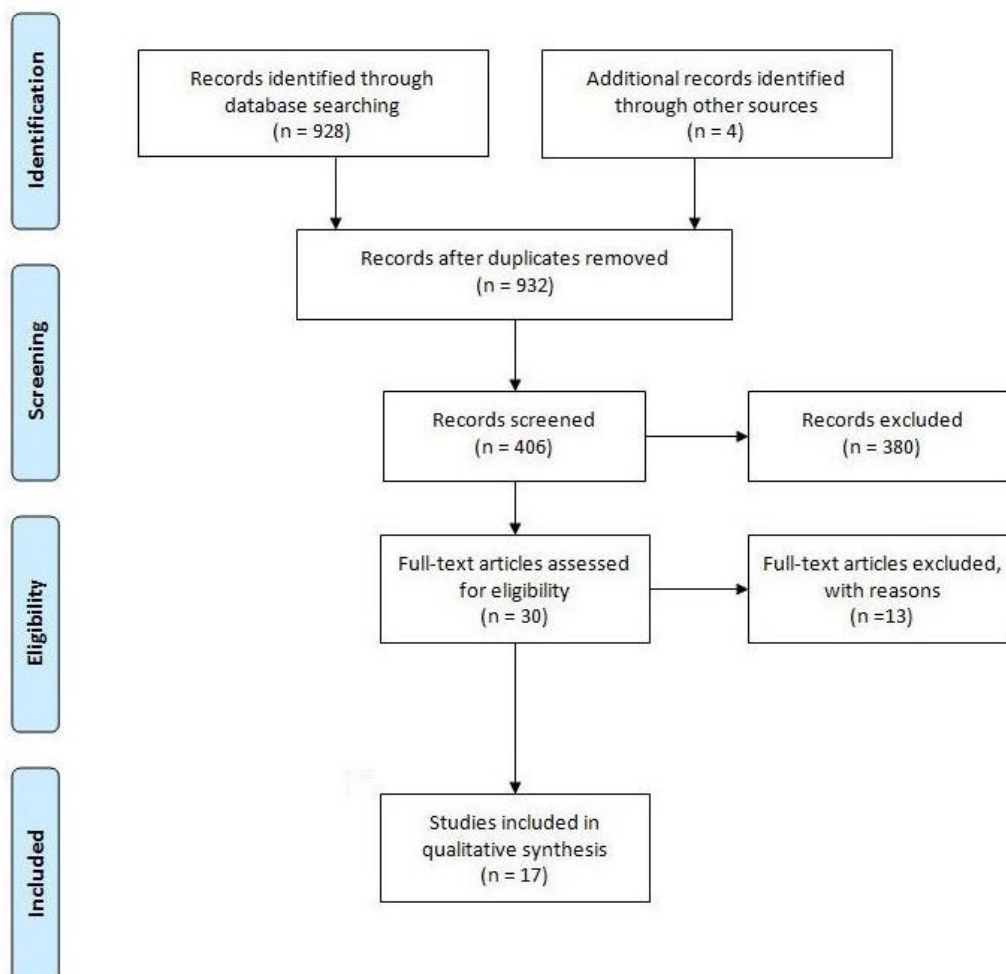 Identification
Records identified through
database searching
(n = 928)
Additional records identified
through other sources
(n = 4)
Records after duplicates removed
(n = 932)
Screening
Records screened
(n = 406)
Records excluded
(n = 380)
Eligibility
Full-text articles assessed
for eligibility
(n = 30)
Full-text articles excluded,
with reasons
(n =13)
Included
Studies included in
qualitative synthesis
(n = 17)